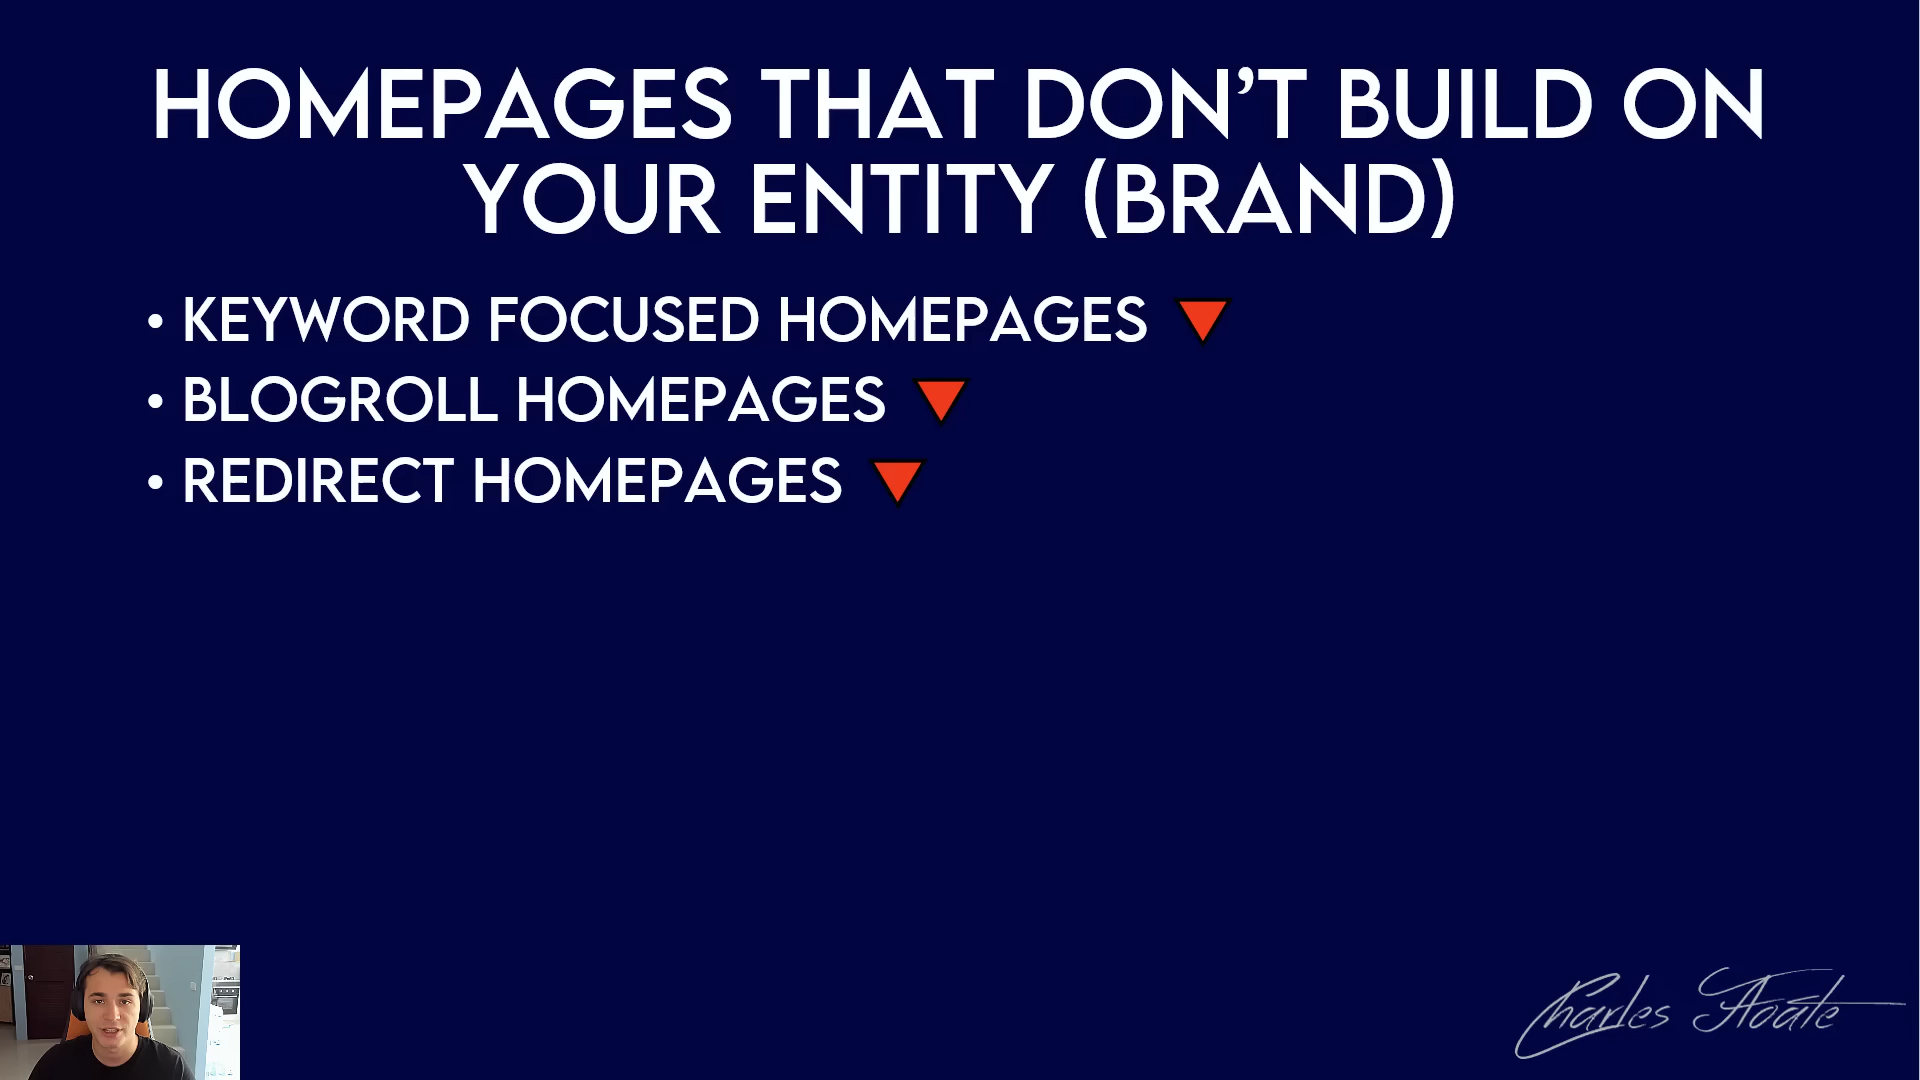 HOMEPAGES THAT DON'T BUILD ON
YOUR ENTITY (BRAND)
• KEYWORD FOCUSED HOMEPAGES
• BLOGROLL HOMEPAGES
• REDIRECT HOMEPAGES
Charles Floate